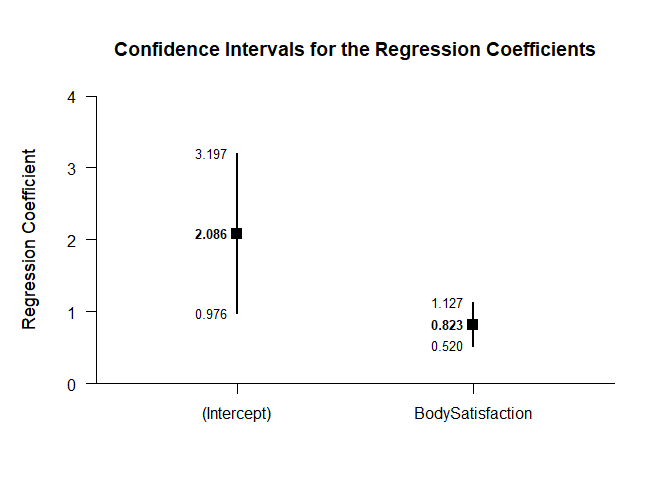 Confidence Intervals for the Regression Coefficients
Regression Coefficient
4
3
2
1
0
3.197
2.086
0.976
1.127
0.823
0.520
(Intercept)
BodySatisfaction